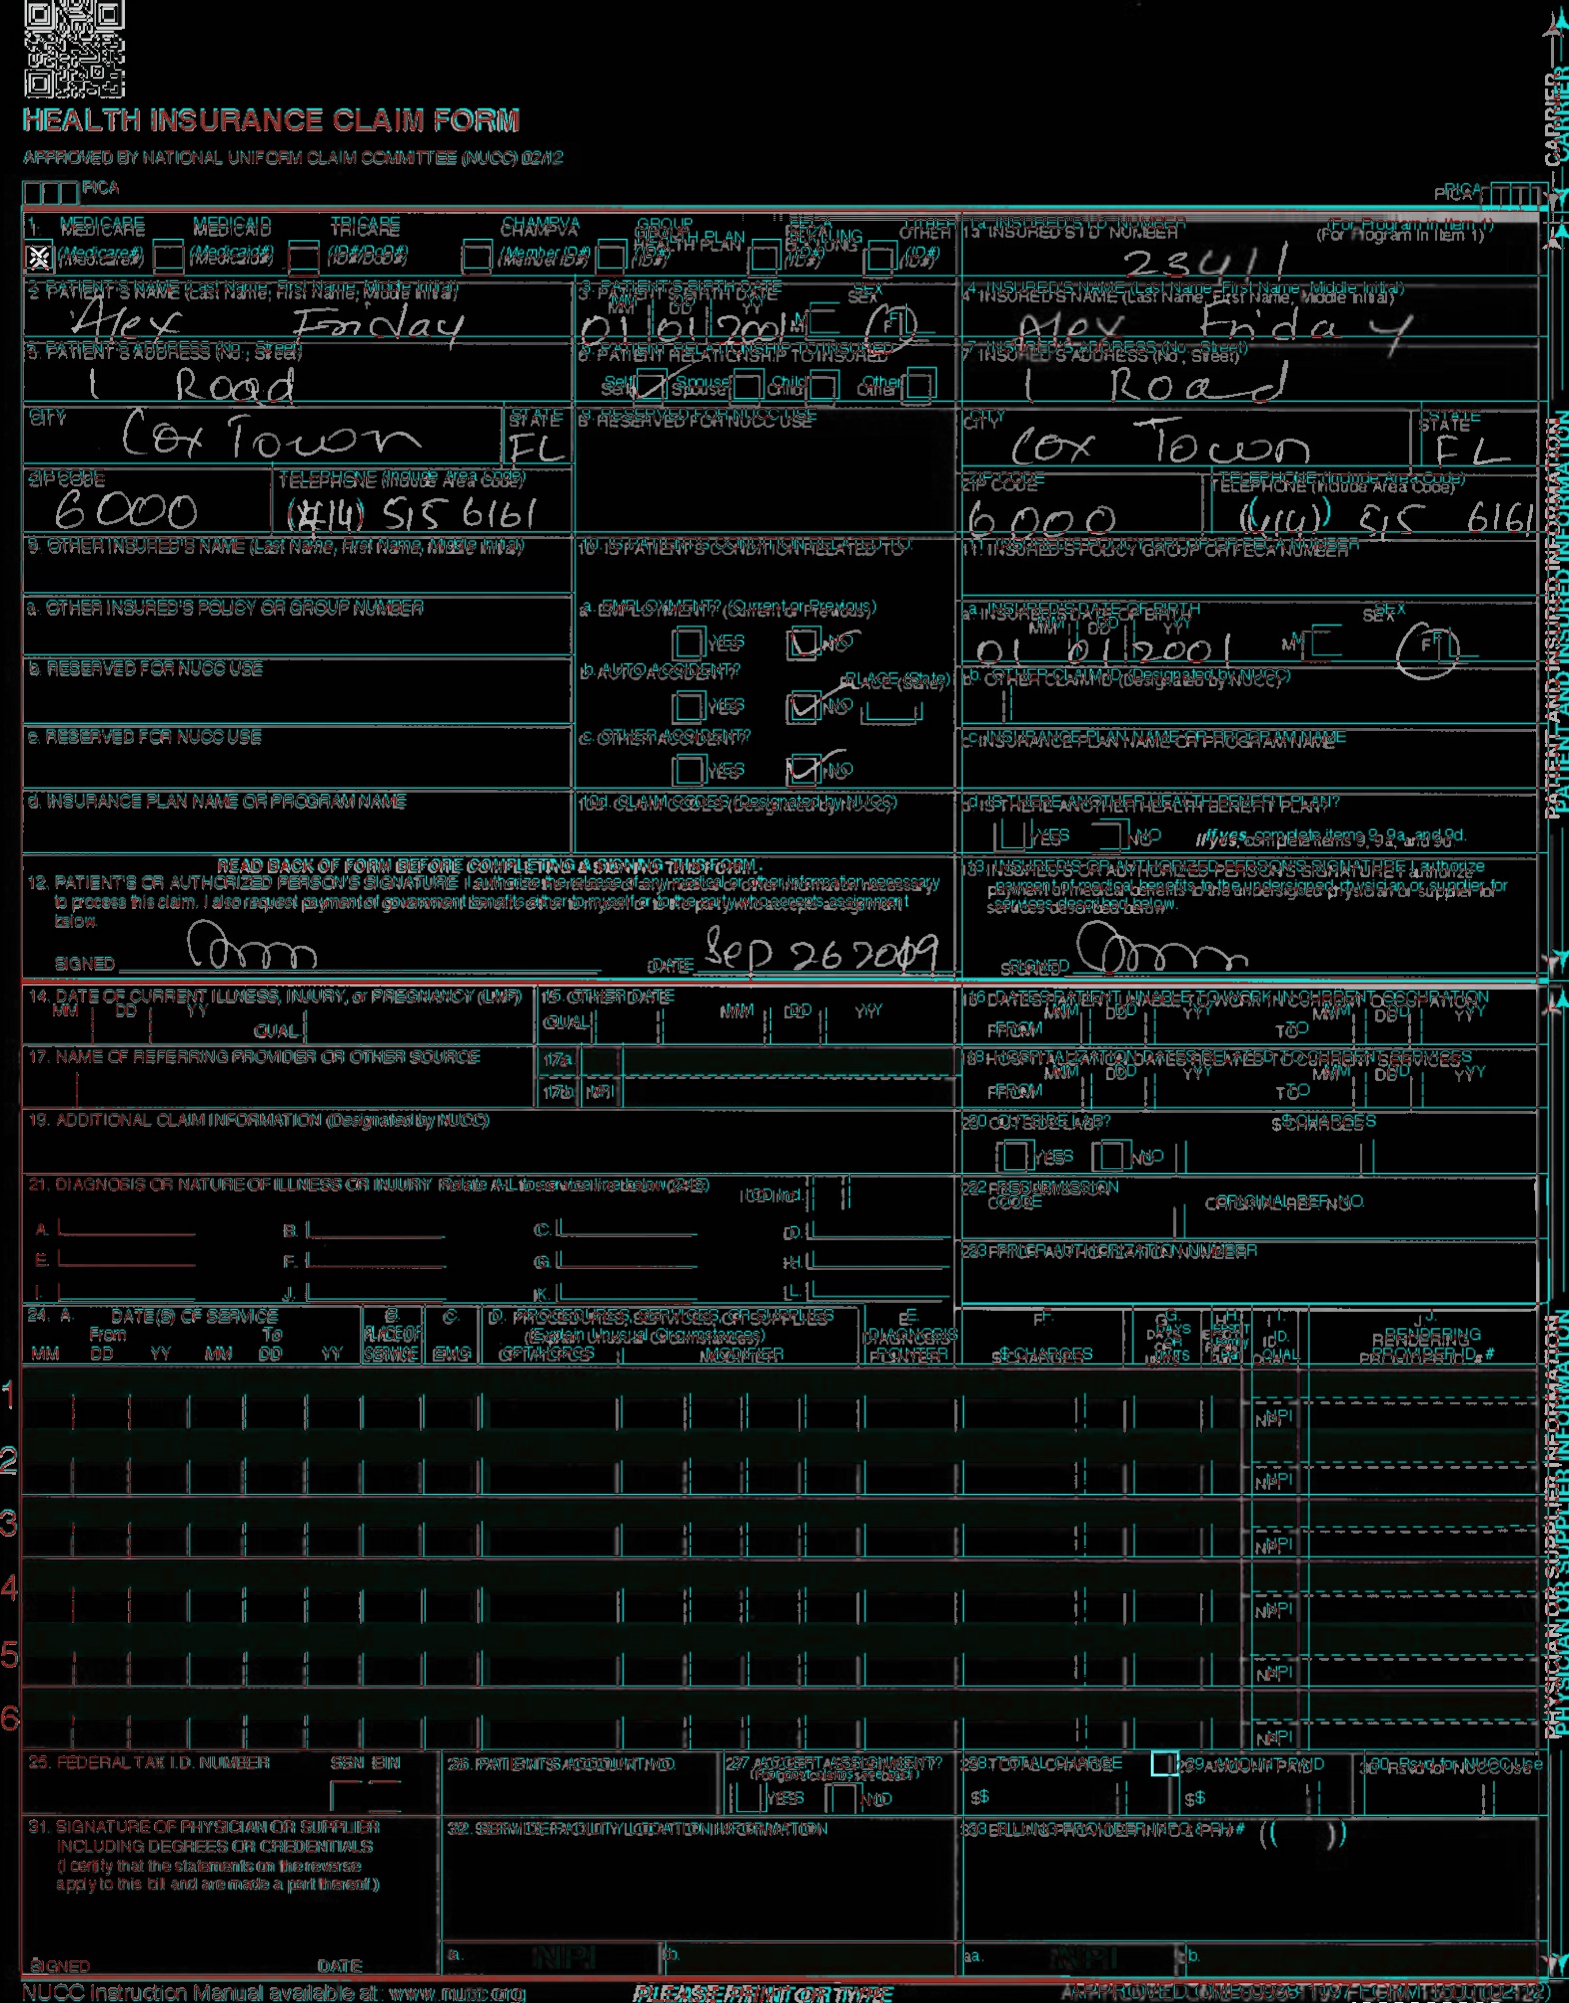 HEALTH INSURANCE CLAIM FORM
APPROVED BY NATIONAL UNIFORM CLAIM COMMITTEE (NUCC) 02/12
PICA PICA
1. MEDICARE MEDICAID TRICARE CHAMPVA GROUP HEALTH PLAN OTHER 1a. INSURED'S I.D. NUMBER (For Program in Item 1)
(Medicare#) (Medicaid#) (ID#/DoD#) (Member ID#) (ID#) (ID#) (ID#) 23411
2. PATIENT'S NAME (Last Name, First Name, Middle Initial) 3. PATIENT'S BIRTH DATE SEX 4. INSURED'S NAME (Last Name, First Name, Middle Initial)
MM DD YY
Alex Friday 01 01 2001 M F Alex Friday
5. PATIENT'S ADDRESS (No., Street) 6. PATIENT RELATIONSHIP TO INSURED 7. INSURED'S ADDRESS (No., Street)
1 Road Self Spouse Child Other 1 Road
CITY STATE 8. RESERVED FOR NUCC USE CITY STATE
Cox Town FL Cox Town FL
ZIP CODE TELEPHONE (Include Area Code) ZIP CODE TELEPHONE (Include Area Code)
6000 (414) 515 6161 6000 (414) 515 6161
9. OTHER INSURED'S NAME (Last Name, First Name, Middle Initial) 10. IS PATIENT'S CONDITION RELATED TO: 11. INSURED'S POLICY GROUP OR FECA NUMBER
a. OTHER INSURED'S POLICY OR GROUP NUMBER a. EMPLOYMENT? (Current or Previous) a. INSURED'S DATE OF BIRTH SEX
MM DD YY
YES NO 01 01 2001 M F
b. RESERVED FOR NUCC USE b. AUTO ACCIDENT? PLACE (State) b. OTHER CLAIM ID (Designated by NUCC)
YES NO
c. RESERVED FOR NUCC USE c. OTHER ACCIDENT? c. INSURANCE PLAN NAME OR PROGRAM NAME
YES NO
d. INSURANCE PLAN NAME OR PROGRAM NAME 10d. CLAIM CODES (Designated by NUCC) d. IS THERE ANOTHER HEALTH BENEFIT PLAN?
YES NO If yes, complete items 9, 9a, and 9d.
READ BACK OF FORM BEFORE COMPLETING & SIGNING THIS FORM.
12. PATIENT'S OR AUTHORIZED PERSON'S SIGNATURE I authorize the release of any medical or other information necessary
to process this claim. I also request payment of government benefits either to myself or to the party who accepts assignment
below.
SIGNED DATE Sep 26 2019
13. INSURED'S OR AUTHORIZED PERSON'S SIGNATURE I authorize
payment of medical benefits to the undersigned physician or supplier for
services described below.
SIGNED
14. DATE OF CURRENT ILLNESS, INJURY, or PREGNANCY (LMP) 15. OTHER DATE 16. DATES PATIENT UNABLE TO WORK IN CURRENT OCCUPATION
MM DD YY QUAL. QUAL. MM DD YY FROM MM DD YY TO MM DD YY
17. NAME OF REFERRING PROVIDER OR OTHER SOURCE 17a. 18. HOSPITALIZATION DATES RELATED TO CURRENT SERVICES
17b. NPI FROM MM DD YY TO MM DD YY
19. ADDITIONAL CLAIM INFORMATION (Designated by NUCC) 20. OUTSIDE LAB? $ CHARGES
YES NO
21. DIAGNOSIS OR NATURE OF ILLNESS OR INJURY Relate A-L to service line below (24E) ICD Ind. 22. RESUBMISSION CODE ORIGINAL REF. NO.
A. B. C. D.
E. F. G. H. 23. PRIOR AUTHORIZATION NUMBER
I. J. K. L.
24. A. DATE(S) OF SERVICE B. C. D. PROCEDURES, SERVICES, OR SUPPLIES E. F. G. H. I. J.
From To PLACE OF (Explain Unusual Circumstances) DIAGNOSIS DAYS OR ID. RENDERING
MM DD YY MM DD YY SERVICE EMG CPT/HCPCS MODIFIER POINTER $ CHARGES UNITS QUAL. PROVIDER ID. #
1 NPI
2 NPI
3 NPI
4 NPI
5 NPI
6 NPI
25. FEDERAL TAX I.D. NUMBER SSN EIN 26. PATIENT'S ACCOUNT NO. 27. ACCEPT ASSIGNMENT? 28. TOTAL CHARGE 29. AMOUNT PAID 30. Rsvd for NUCC Use
YES NO $ $
31. SIGNATURE OF PHYSICIAN OR SUPPLIER
INCLUDING DEGREES OR CREDENTIALS
(I certify that the statements on the reverse
apply to this bill and are made a part thereof.)
SIGNED DATE
32. SERVICE FACILITY LOCATION INFORMATION
a. NPI b.
33. BILLING PROVIDER INFO & PH # ( )
a. NPI b.
NUCC Instruction Manual available at: www.nucc.org PLEASE PRINT OR TYPE
CARRIER
PATIENT AND INSURED INFORMATION
PHYSICIAN OR SUPPLIER INFORMATION